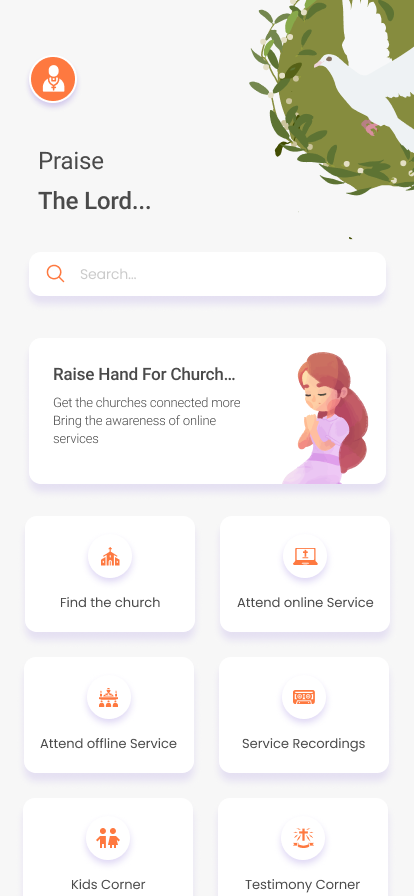 Praise
The Lord...
Search...
Raise Hand For Church...
Get the churches connected more
Bring the awareness of online
services
Find the church
Attend online Service
Attend offline Service
Service Recordings
Kids Corner
Testimony Corner